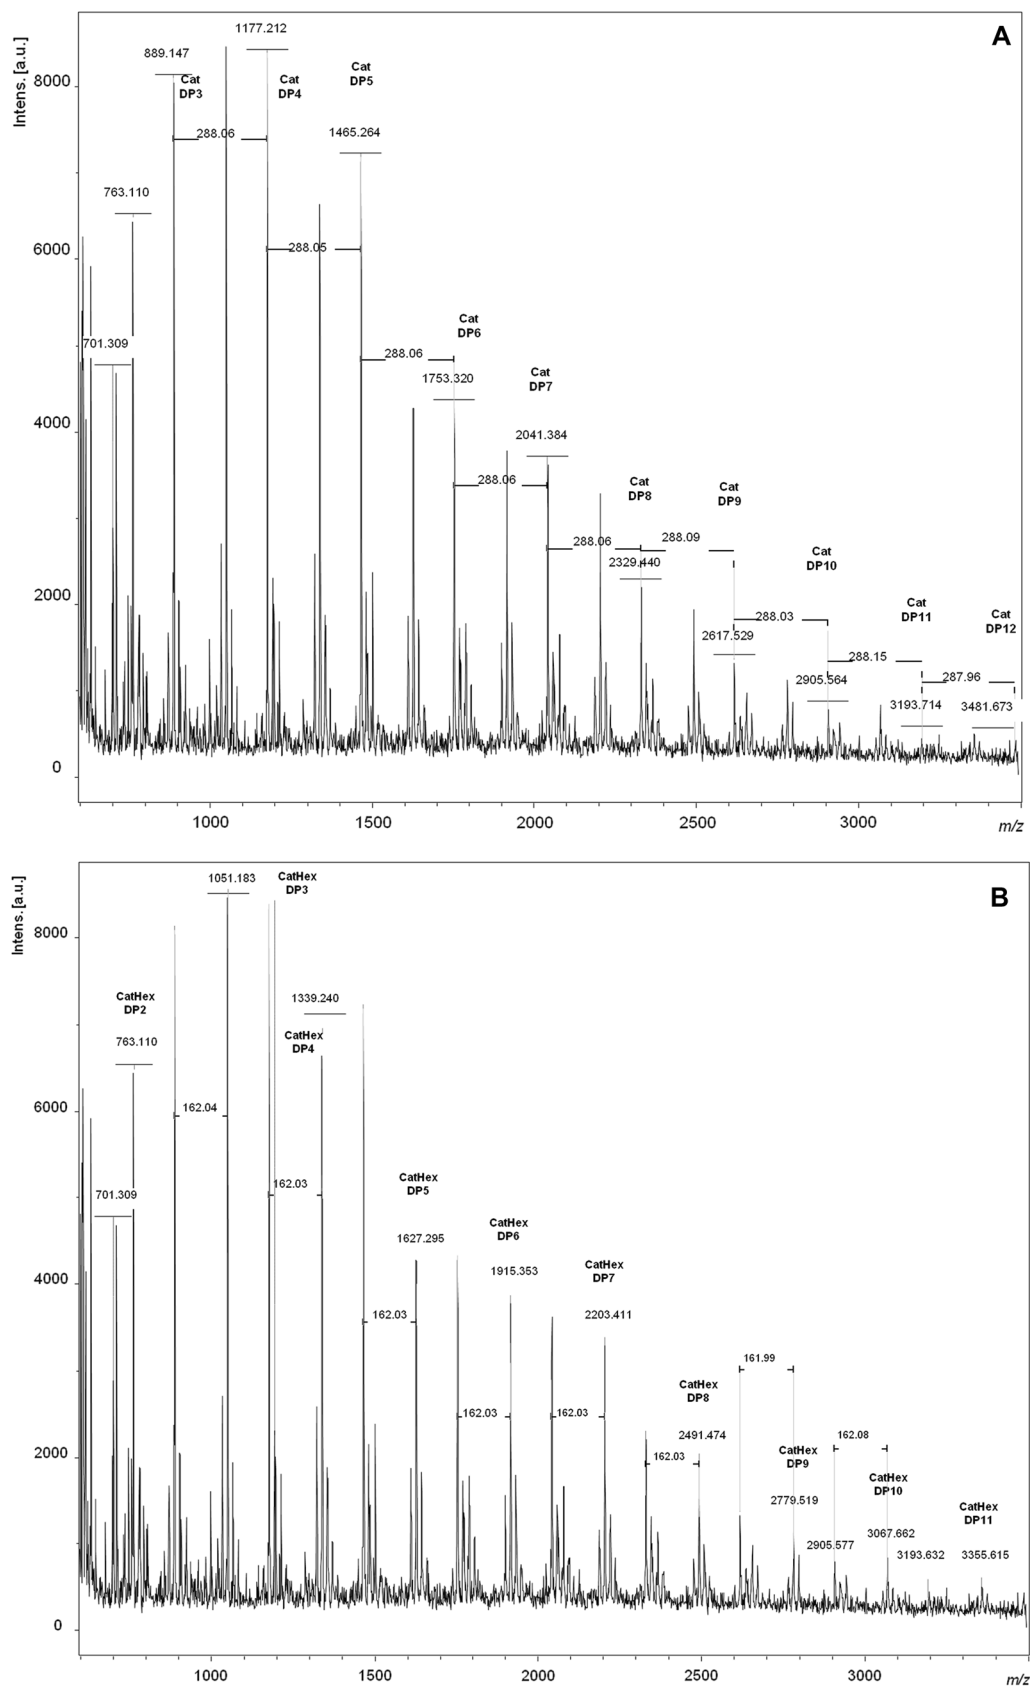 A
Intens. [a.u.]
1177.212
889.147
Cat
DP3
Cat
DP4
Cat
DP5
8000
288.06
1465.264
763.110
6000
288.05
701.309
Cat
DP6
288.06
1753.320
Cat
DP7
4000
2041.384
288.06
Cat
DP8
Cat
DP9
288.06
288.09
2329.440
Cat
DP10
2000
Cat
DP11
Cat
DP12
288.03
2617.529
288.15
2905.564
287.96
3193.714
3481.673
0
1000
1500
2000
2500
3000
m/z
B
Intens. [a.u.]
1051.183
CatHex
DP3
8000
CatHex
DP2
1339.240
763.110
CatHex
DP4
6000
162.04
701.309
162.03
CatHex
DP5
CatHex
DP6
1627.295
CatHex
DP7
1915.353
4000
162.03
2203.411
161.99
CatHex
DP8
162.03
162.03
2491.474
162.08
2000
162.03
CatHex
DP9
CatHex
DP10
2779.519
CatHex
DP11
3067.662
2905.577
3193.632
3355.615
0
1000
1500
2000
2500
3000
m/z